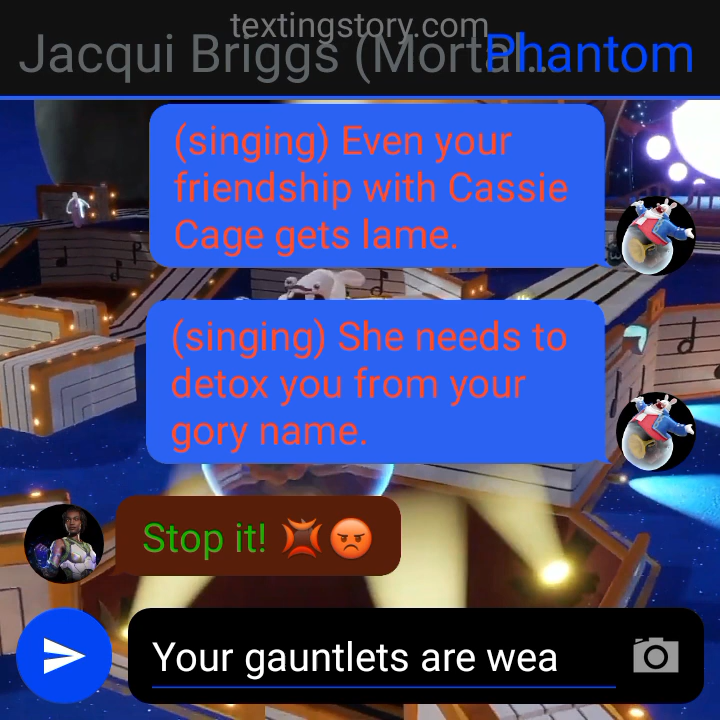 textingstory.com
Jacqui Briggs (Mortal...
Phantom
(singing) Even your
friendship with Cassie
Cage gets lame.
(singing) She needs to
detox you from your
gory name.
Stop it! 💢😡
Your gauntlets are wea